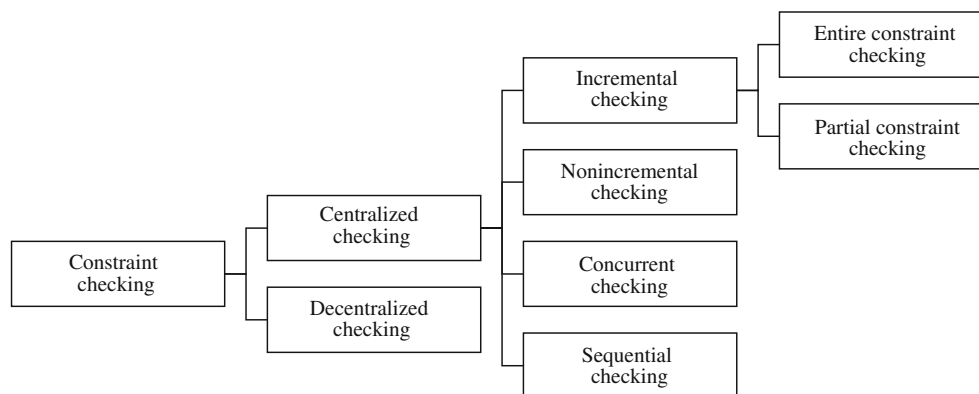 Constraint
checking
Centralized
checking
Decentralized
checking
Incremental
checking
Nonincremental
checking
Concurrent
checking
Sequential
checking
Entire constraint
checking
Partial constraint
checking